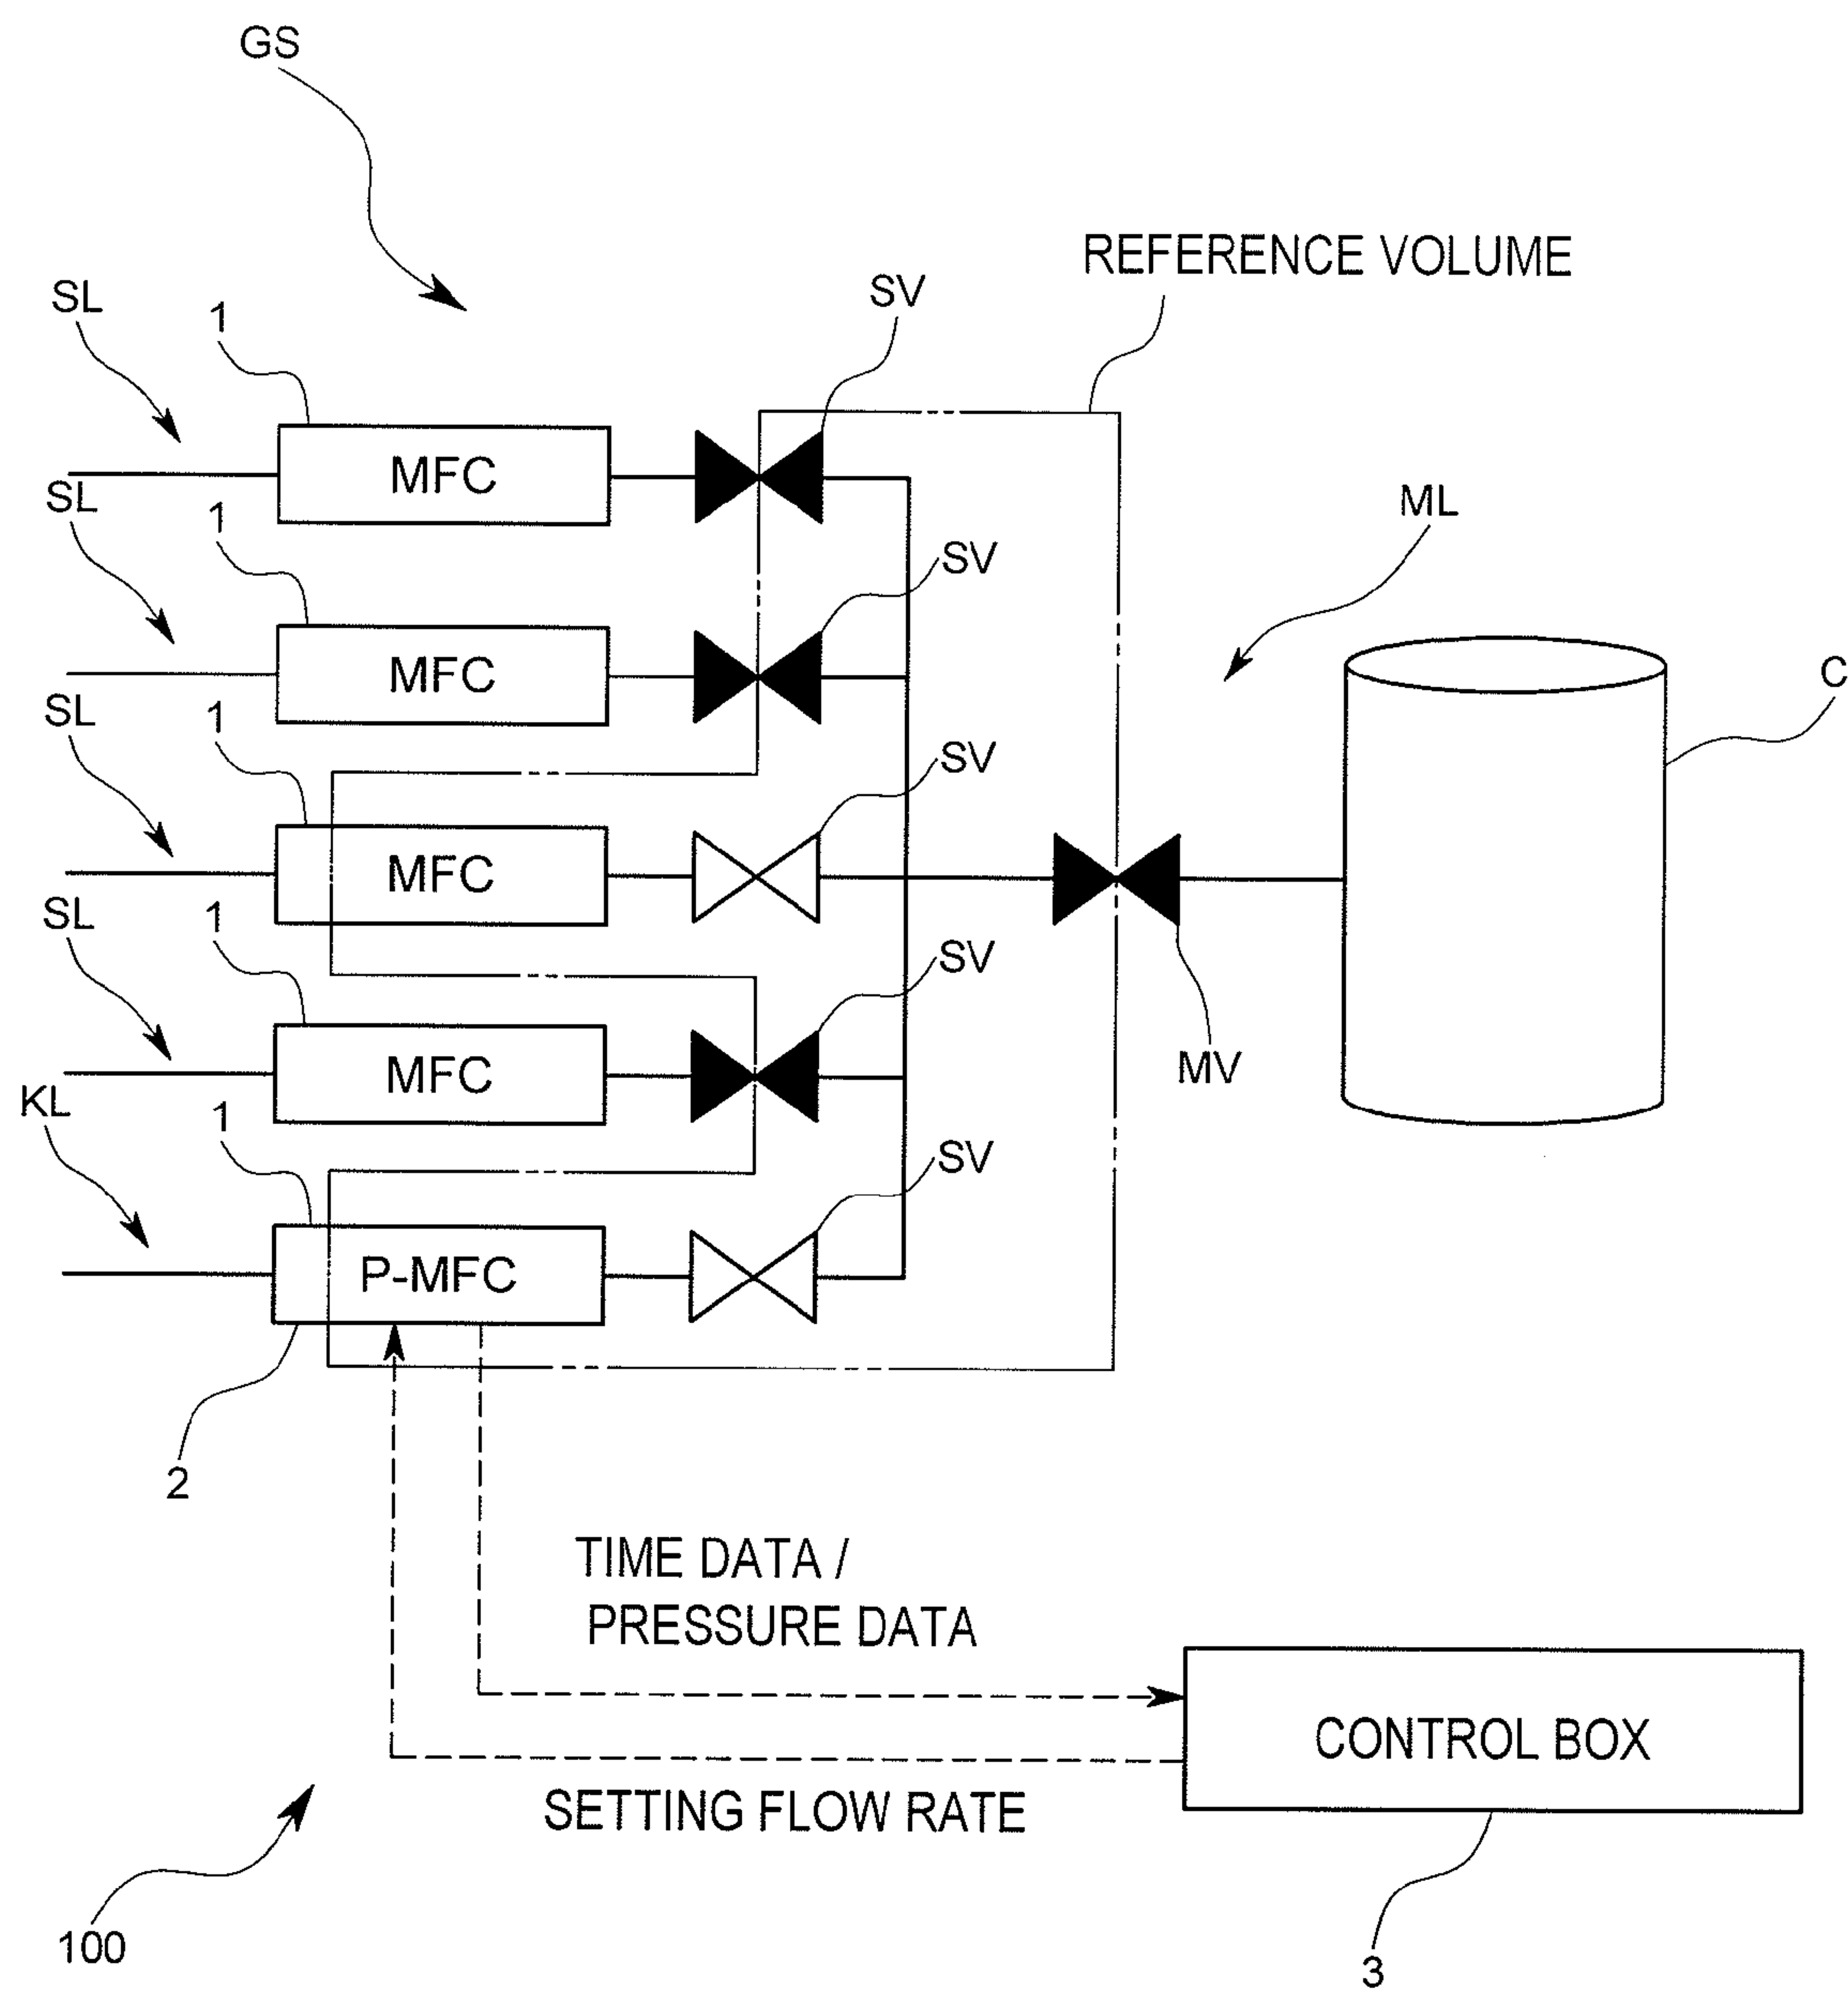 GS
REFERENCE VOLUME
SL
1
SV
MFC
SL
1
ML
SV
MFC
C
SL
1
SV
MFC
SL
1
SV
MFC
MV
KL
1
SV
P-MFC
2
TIME DATA /
PRESSURE DATA
CONTROL BOX
SETTING FLOW RATE
100
3